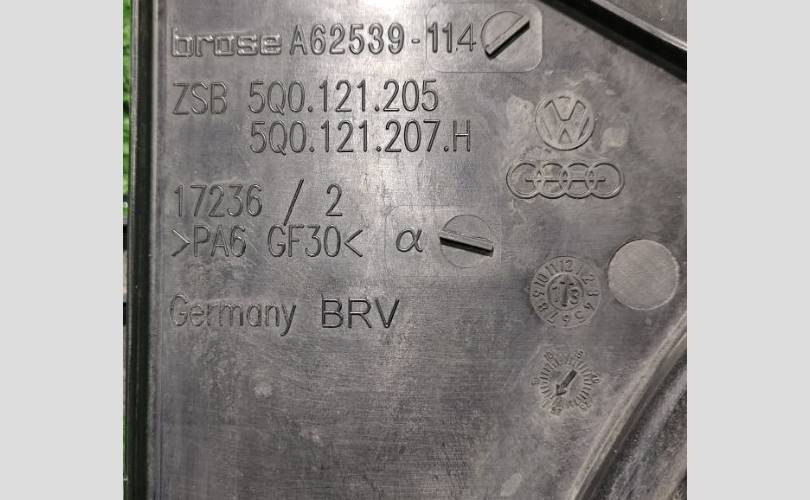 brose A62539-114
ZSB 5Q0.121.205
5Q0.121.207.H
17236 / 2
>PA6 GF30< α
Germany BRV